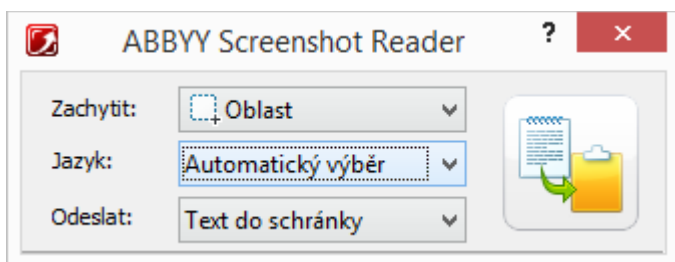 ABBYY Screenshot Reader ?
Zachytit: Oblast
Jazyk: Automatický výběr
Odeslat: Text do schránky